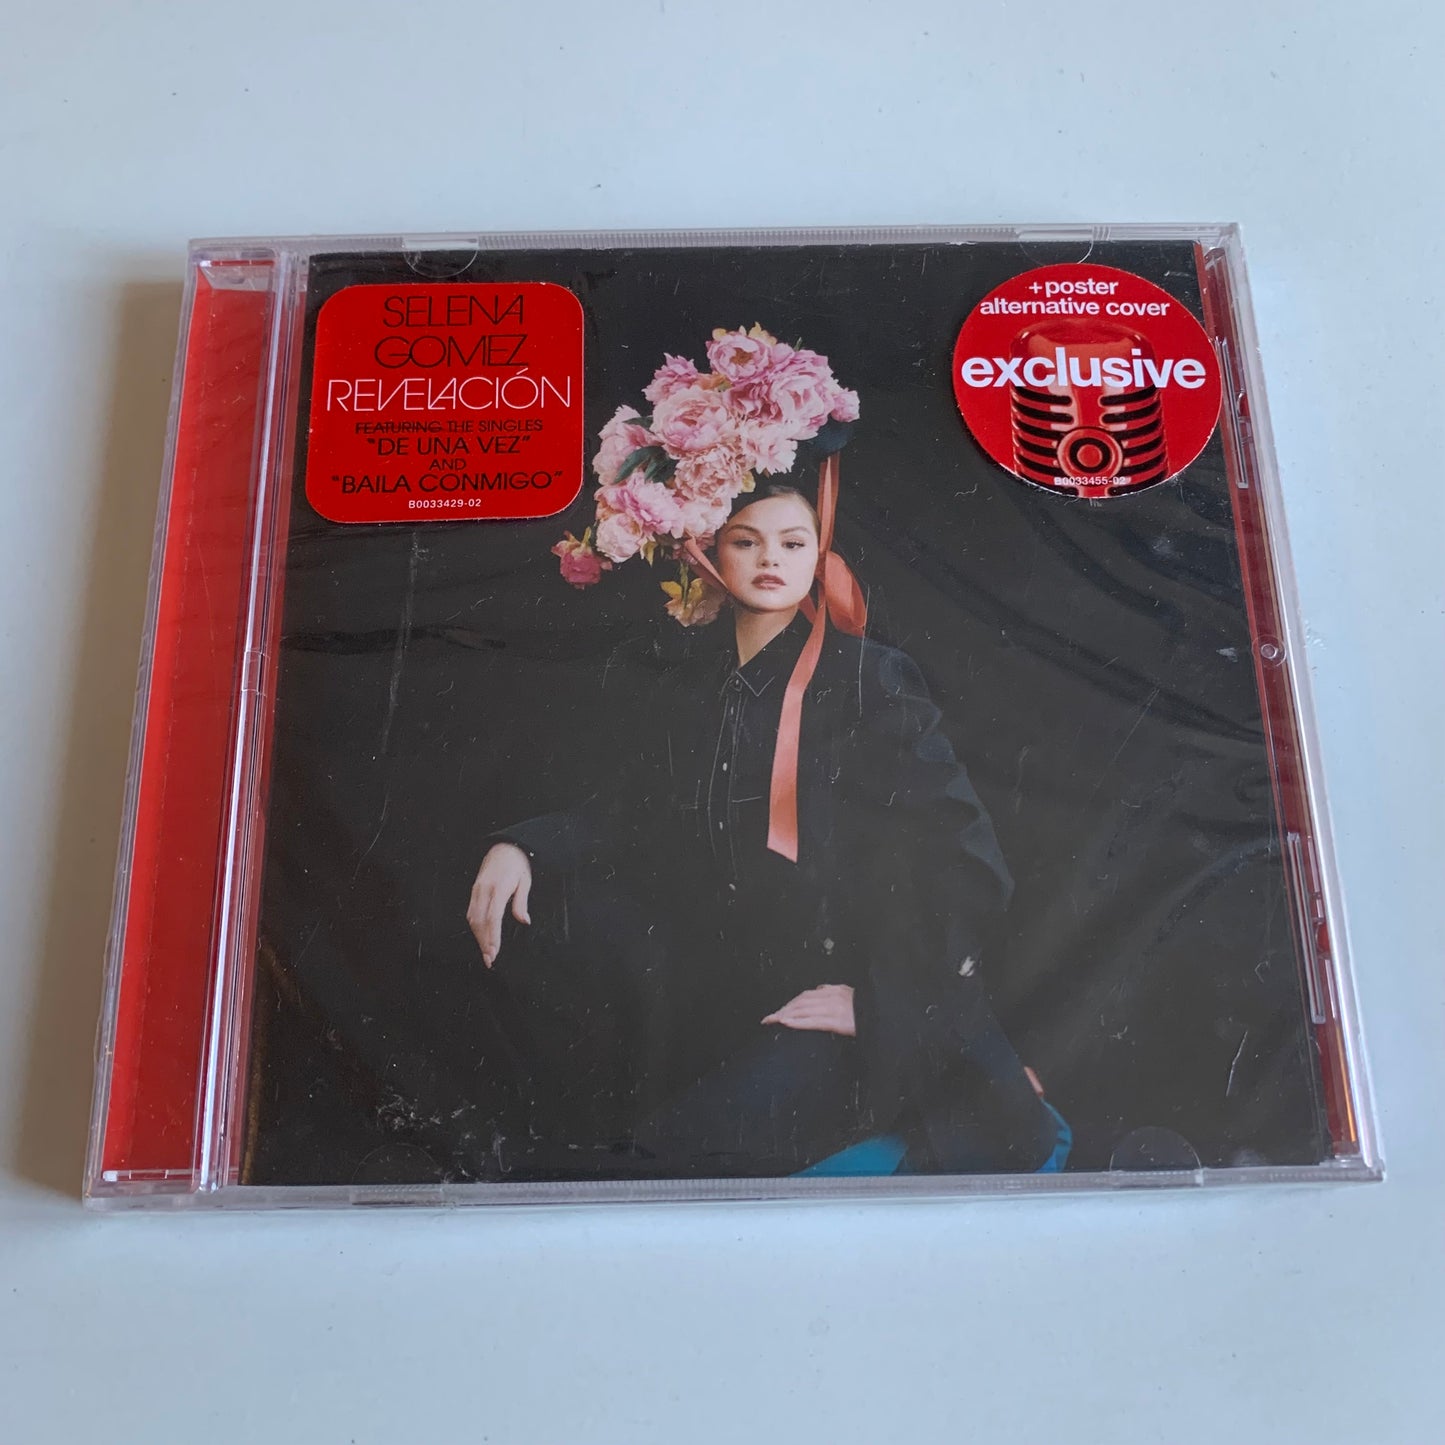 SELENA
GOMEZ
REVELACIÓN
FEATURING THE SINGLES
"DE UNA VEZ"
AND
"BAILA CONMIGO"
B0033429-02
+poster
alternative cover
exclusive
B0033455-02